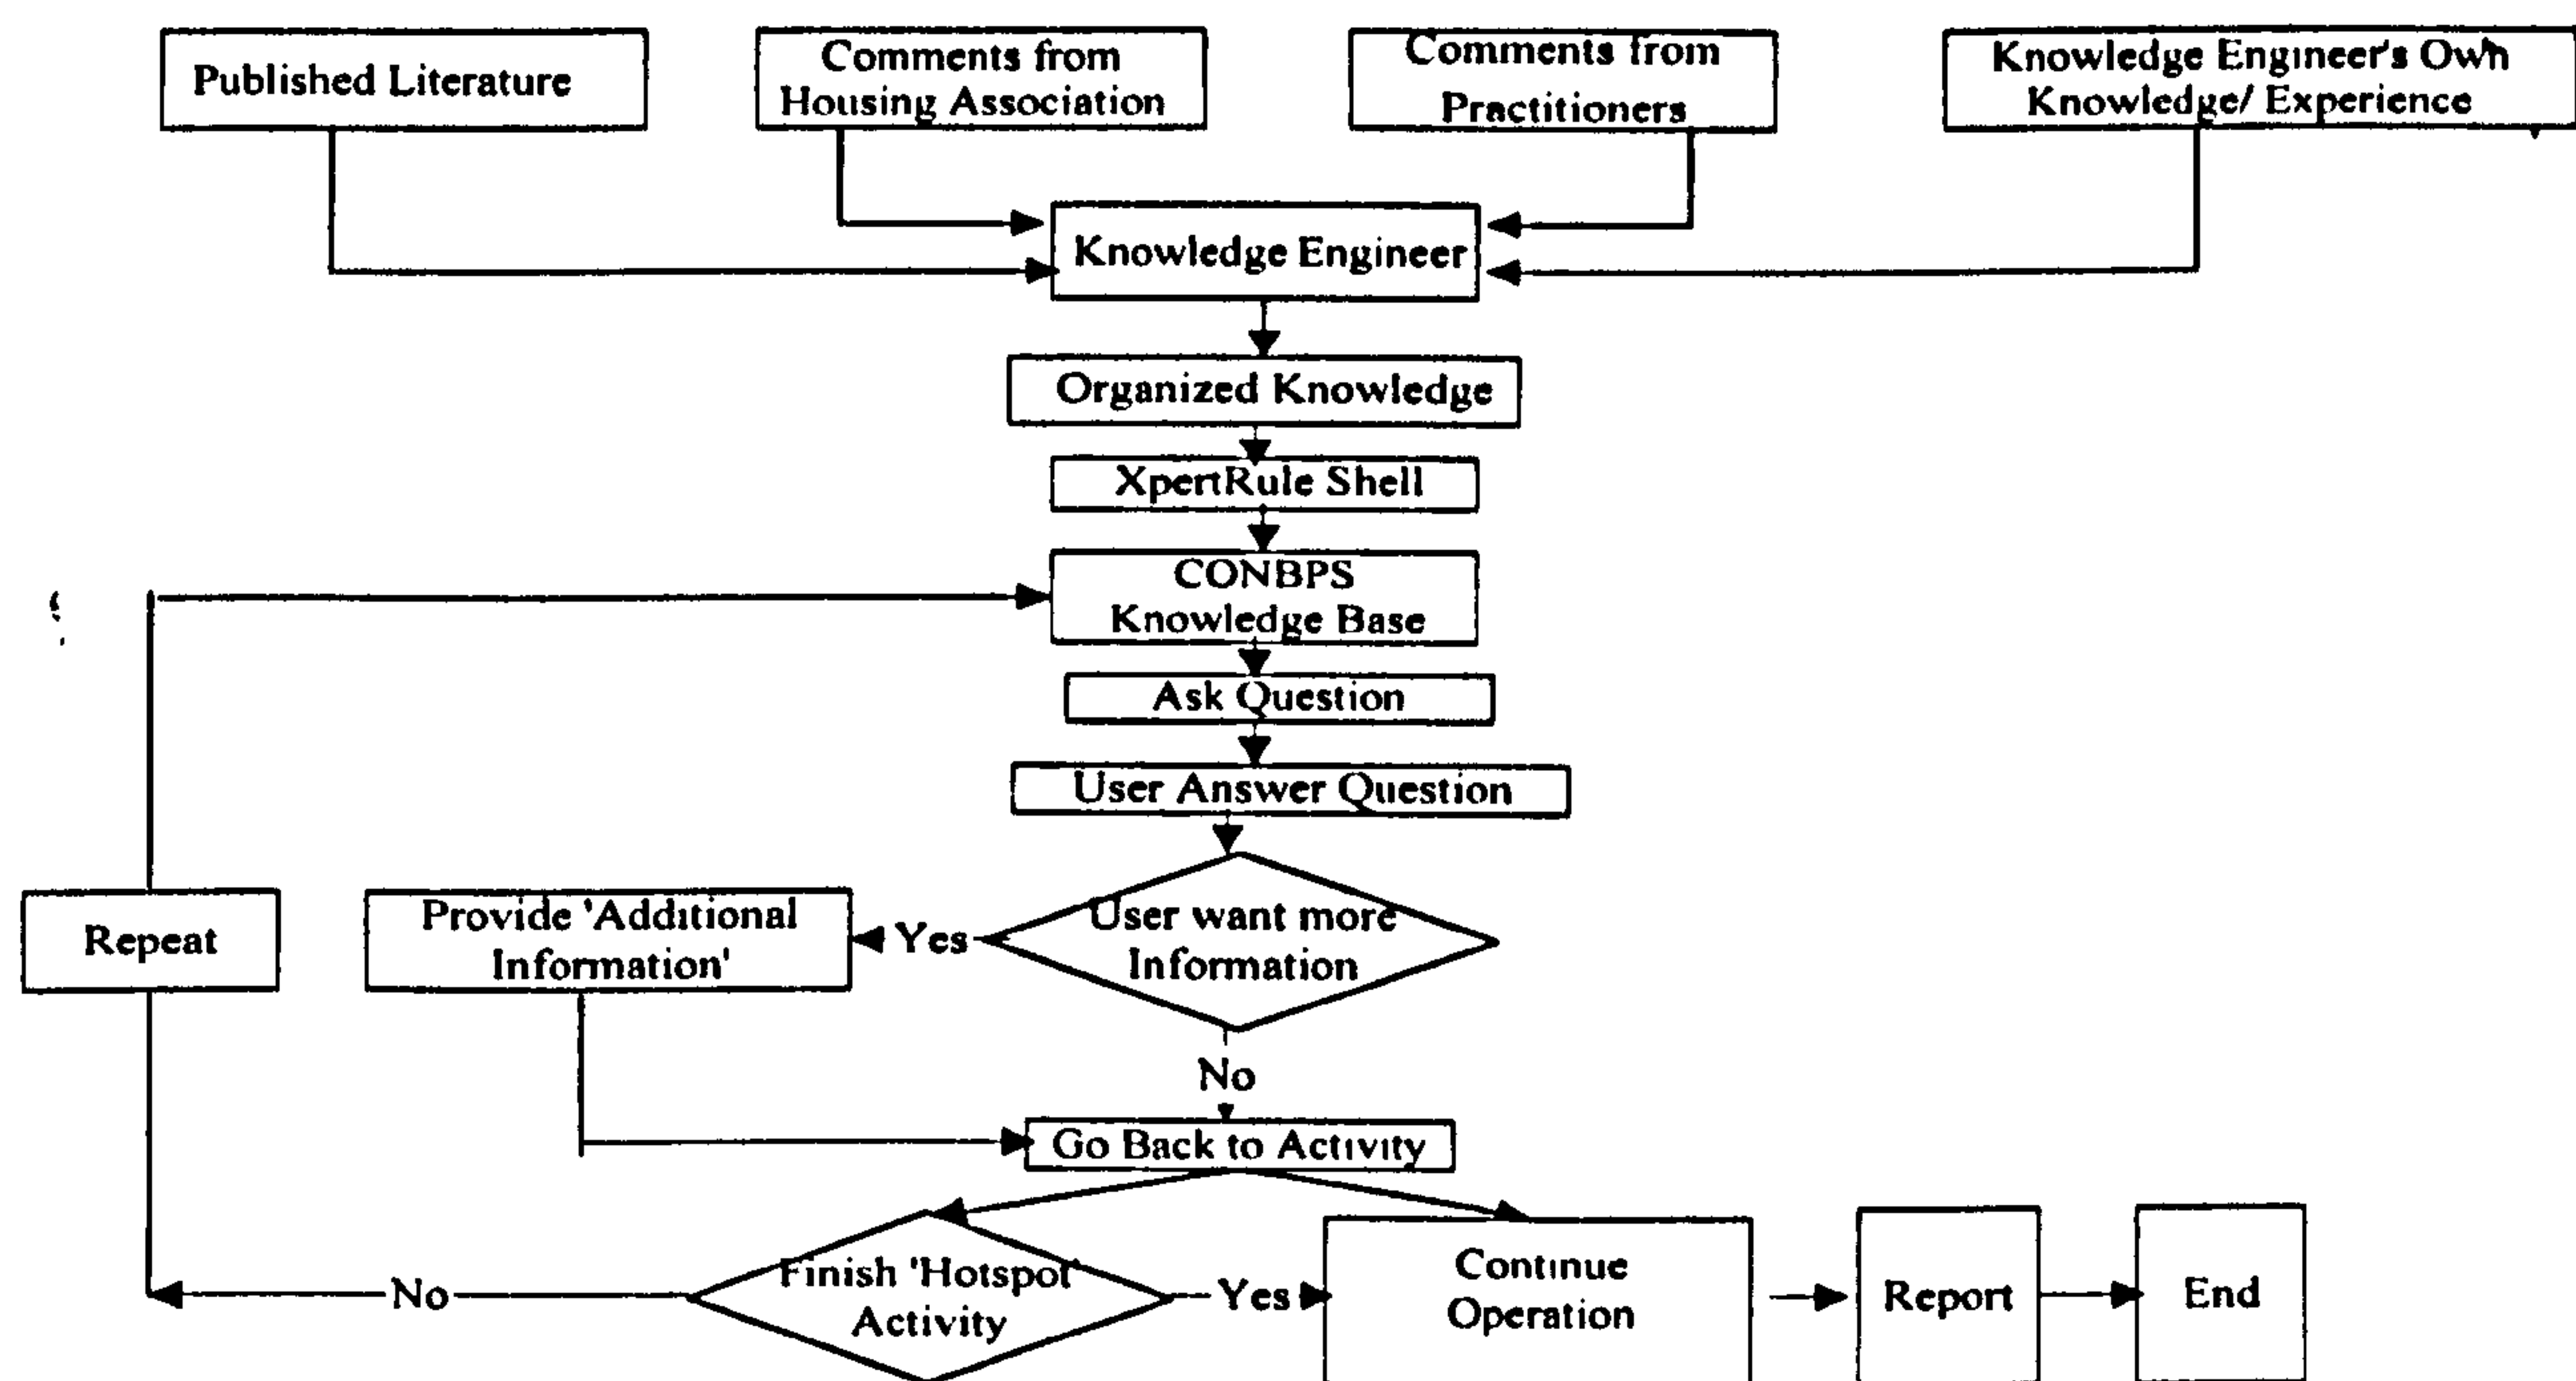 Published Literature
Comments from
Housing Association
Comments from
Practitioners
Knowledge Engineer's Own
Knowledge/ Experience
Knowledge Engineer
Organized Knowledge
XpertRule Shell
CONBPS
Knowledge Base
Ask Question
User Answer Question
Repeat
Provide 'Additional
Information'
Yes
User want more
Information
No
Go Back to Activity
No
Finish 'Hotspot'
Activity
Yes
Continue
Operation
Report
End